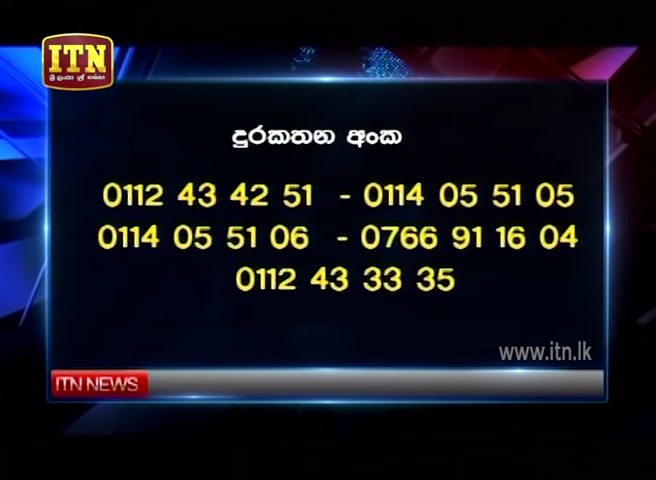 ITN
ශ්‍රී ලංකා
දුරකතන අංක
0112 43 42 51 - 0114 05 51 05
0114 05 51 06 - 0766 91 16 04
0112 43 33 35
www.itn.lk
ITN NEWS